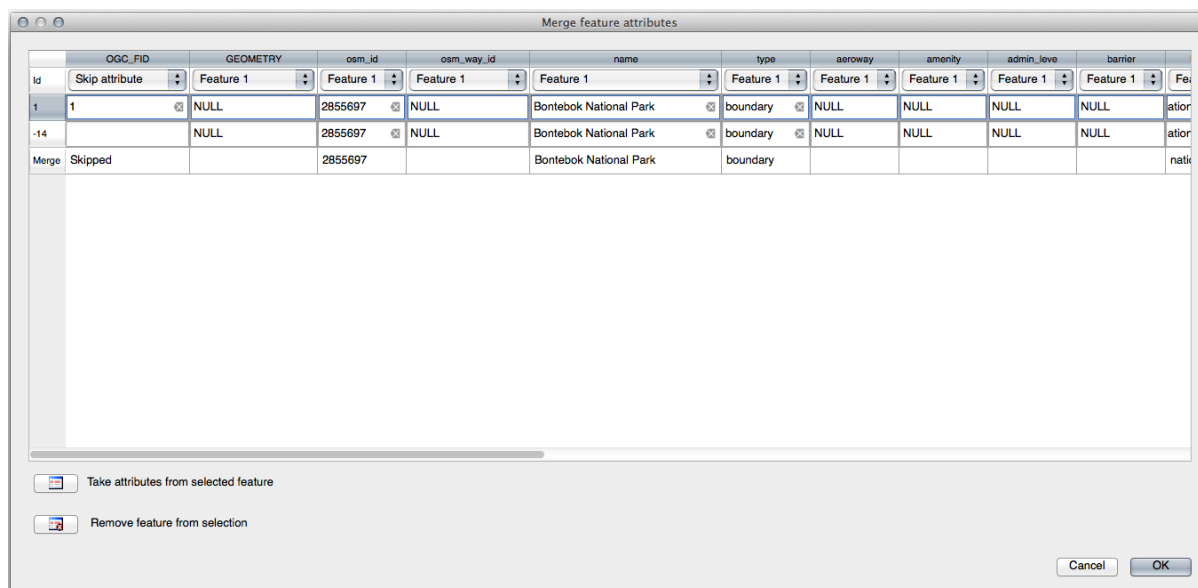 Merge feature attributes
OGC_FID GEOMETRY osm_id osm_way_id name type aeroway amenity admin_leve barrier
Id Skip attribute Feature 1 Feature 1 Feature 1 Feature 1 Feature 1 Feature 1 Feature 1 Feature 1 Feature 1 Fea
1 1 NULL 2855697 NULL Bontebok National Park boundary NULL NULL NULL NULL ation
-14 NULL 2855697 NULL Bontebok National Park boundary NULL NULL NULL NULL ation
Merge Skipped 2855697 Bontebok National Park boundary natio
Take attributes from selected feature
Remove feature from selection
Cancel OK